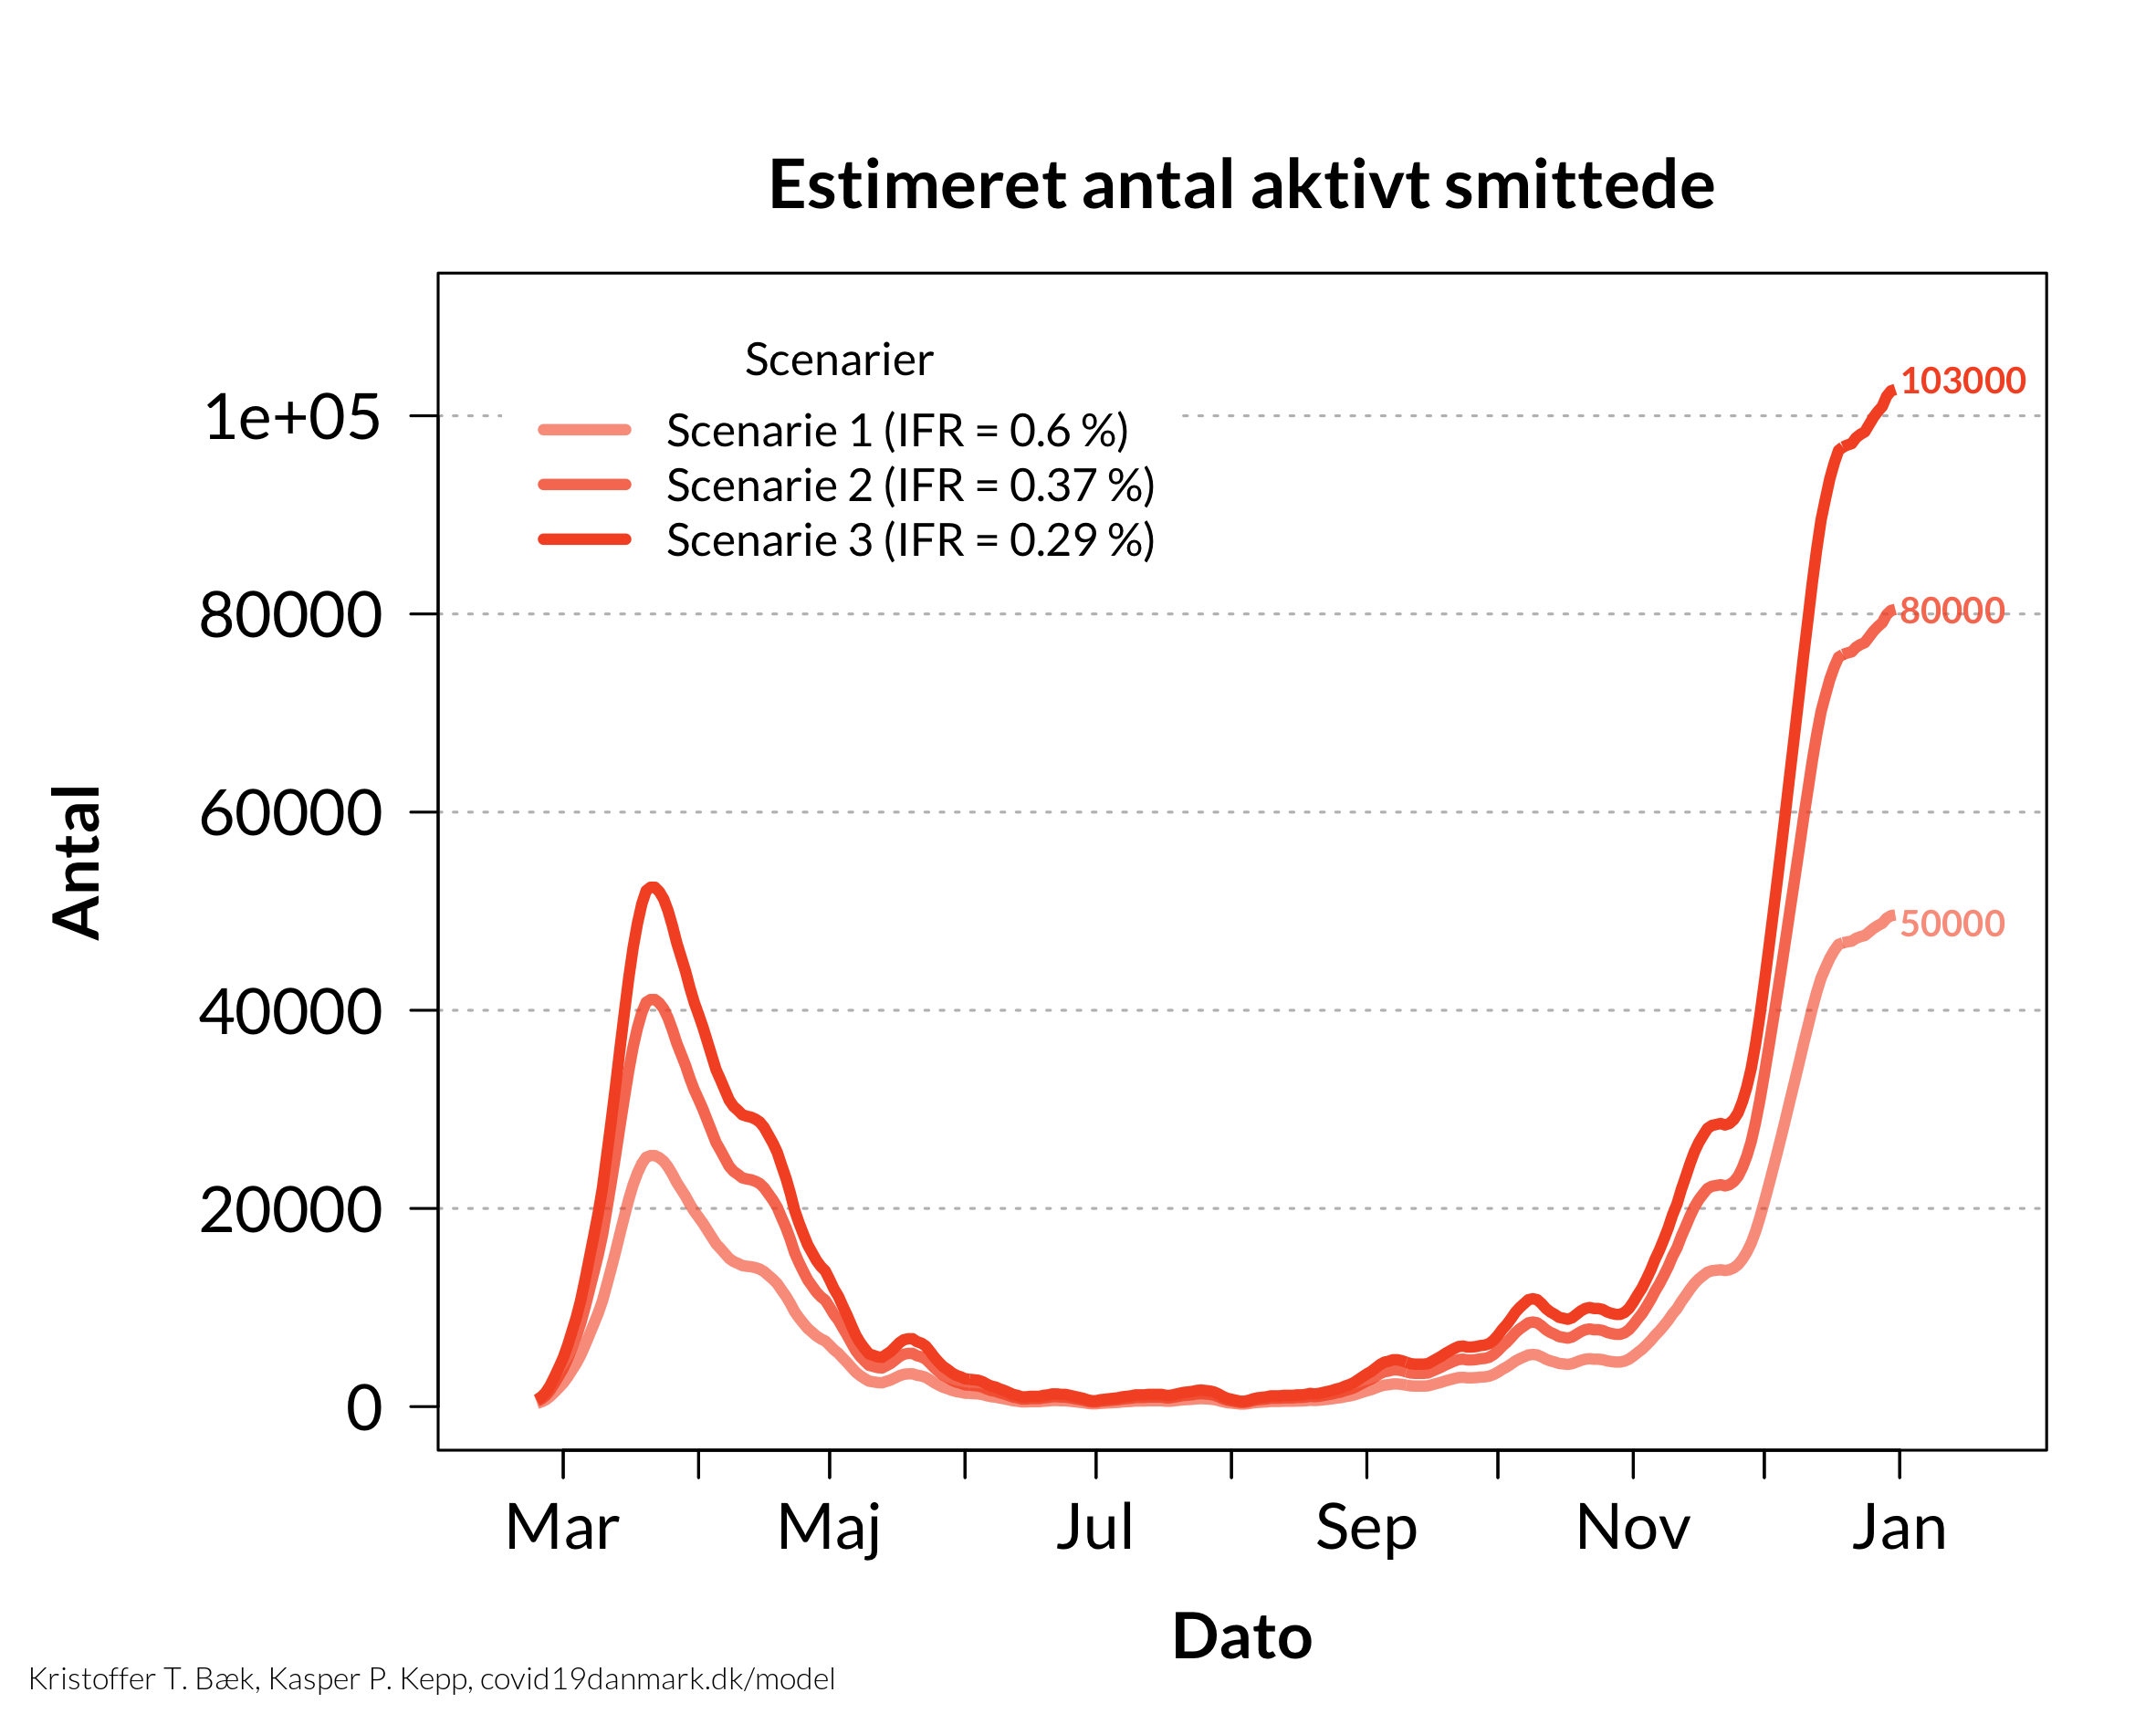 Estimeret antal aktivt smittede
Scenarier
Scenarie 1 (IFR = 0.6 %)
Scenarie 2 (IFR = 0.37 %)
Scenarie 3 (IFR = 0.29 %)
103000
80000
50000
Antal
1e+05
80000
60000
40000
20000
0
Mar Maj Jul Sep Nov Jan
Dato
Kristoffer T. Bæk, Kasper P. Kepp, covid19danmark.dk/model